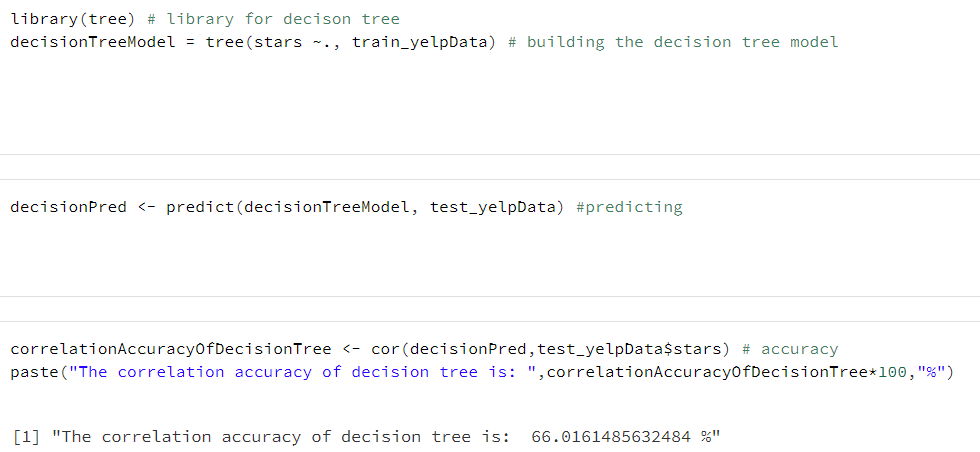 library(tree) # library for decison tree
decisionTreeModel = tree(stars ~., train_yelpData) # building the decision tree model
decisionPred <- predict(decisionTreeModel, test_yelpData) #predicting
correlationAccuracyOfDecisionTree <- cor(decisionPred,test_yelpData$stars) # accuracy
paste("The correlation accuracy of decision tree is: ",correlationAccuracyOfDecisionTree*100,"%")
[1] "The correlation accuracy of decision tree is:  66.0161485632484 %"